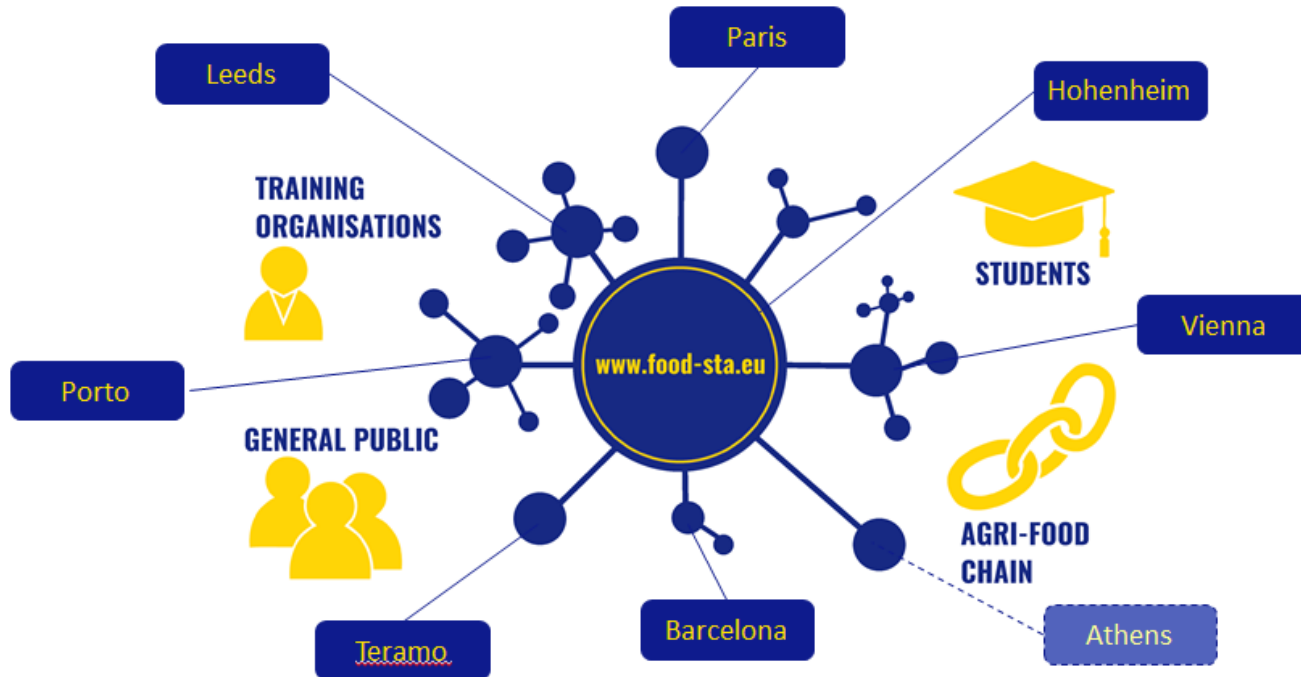 Paris
Leeds
Hohenheim
TRAINING
ORGANISATIONS
STUDENTS
Vienna
www.food-sta.eu
Porto
GENERAL PUBLIC
AGRI-FOOD
CHAIN
Barcelona
Athens
Teramo